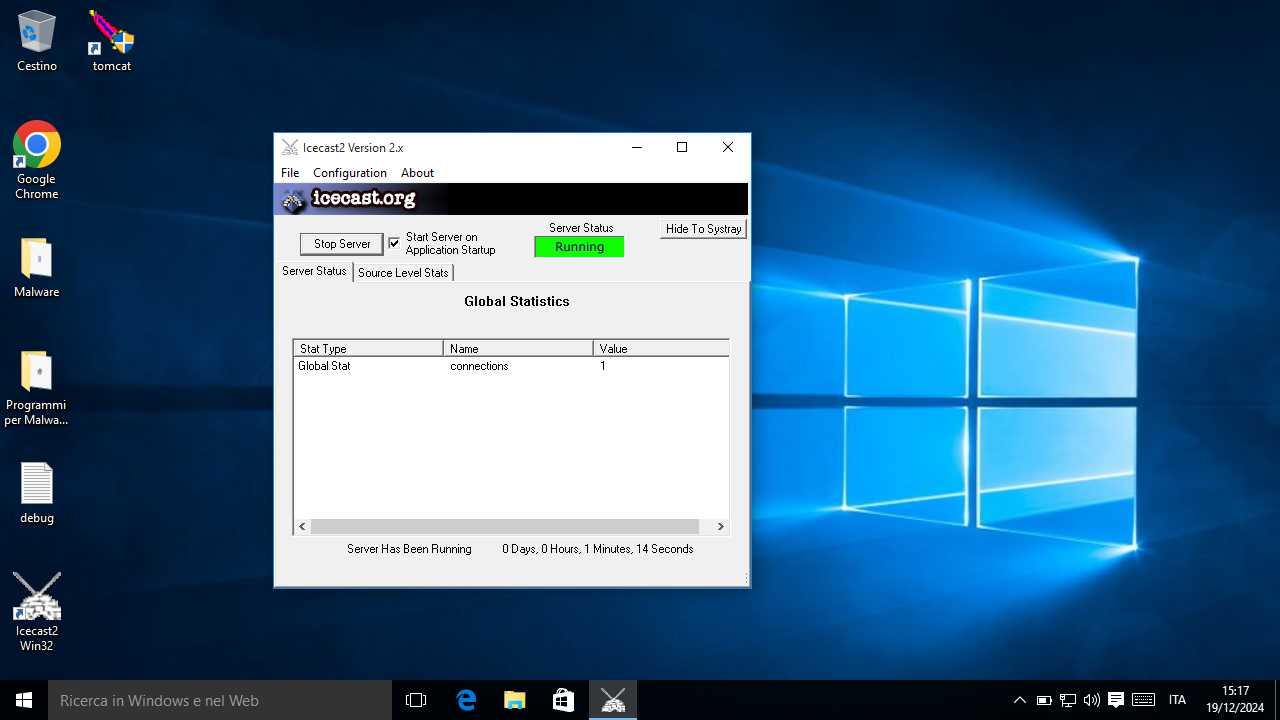 Cestino
tomcat
Google
Chrome
Malware
Programmi
per Malwa...
debug
Icecast2
Win32
Icecast2 Version 2.x
File Configuration About
icecast.org
Stop Server
Start Server on
Application Startup
Server Status
Running
Hide To Systray
Server Status Source Level Stats
Global Statistics
Stat Type Name Value
Global Stat connections 1
Server Has Been Running 0 Days, 0 Hours, 1 Minutes, 14 Seconds
Ricerca in Windows e nel Web
ITA
15:17
19/12/2024